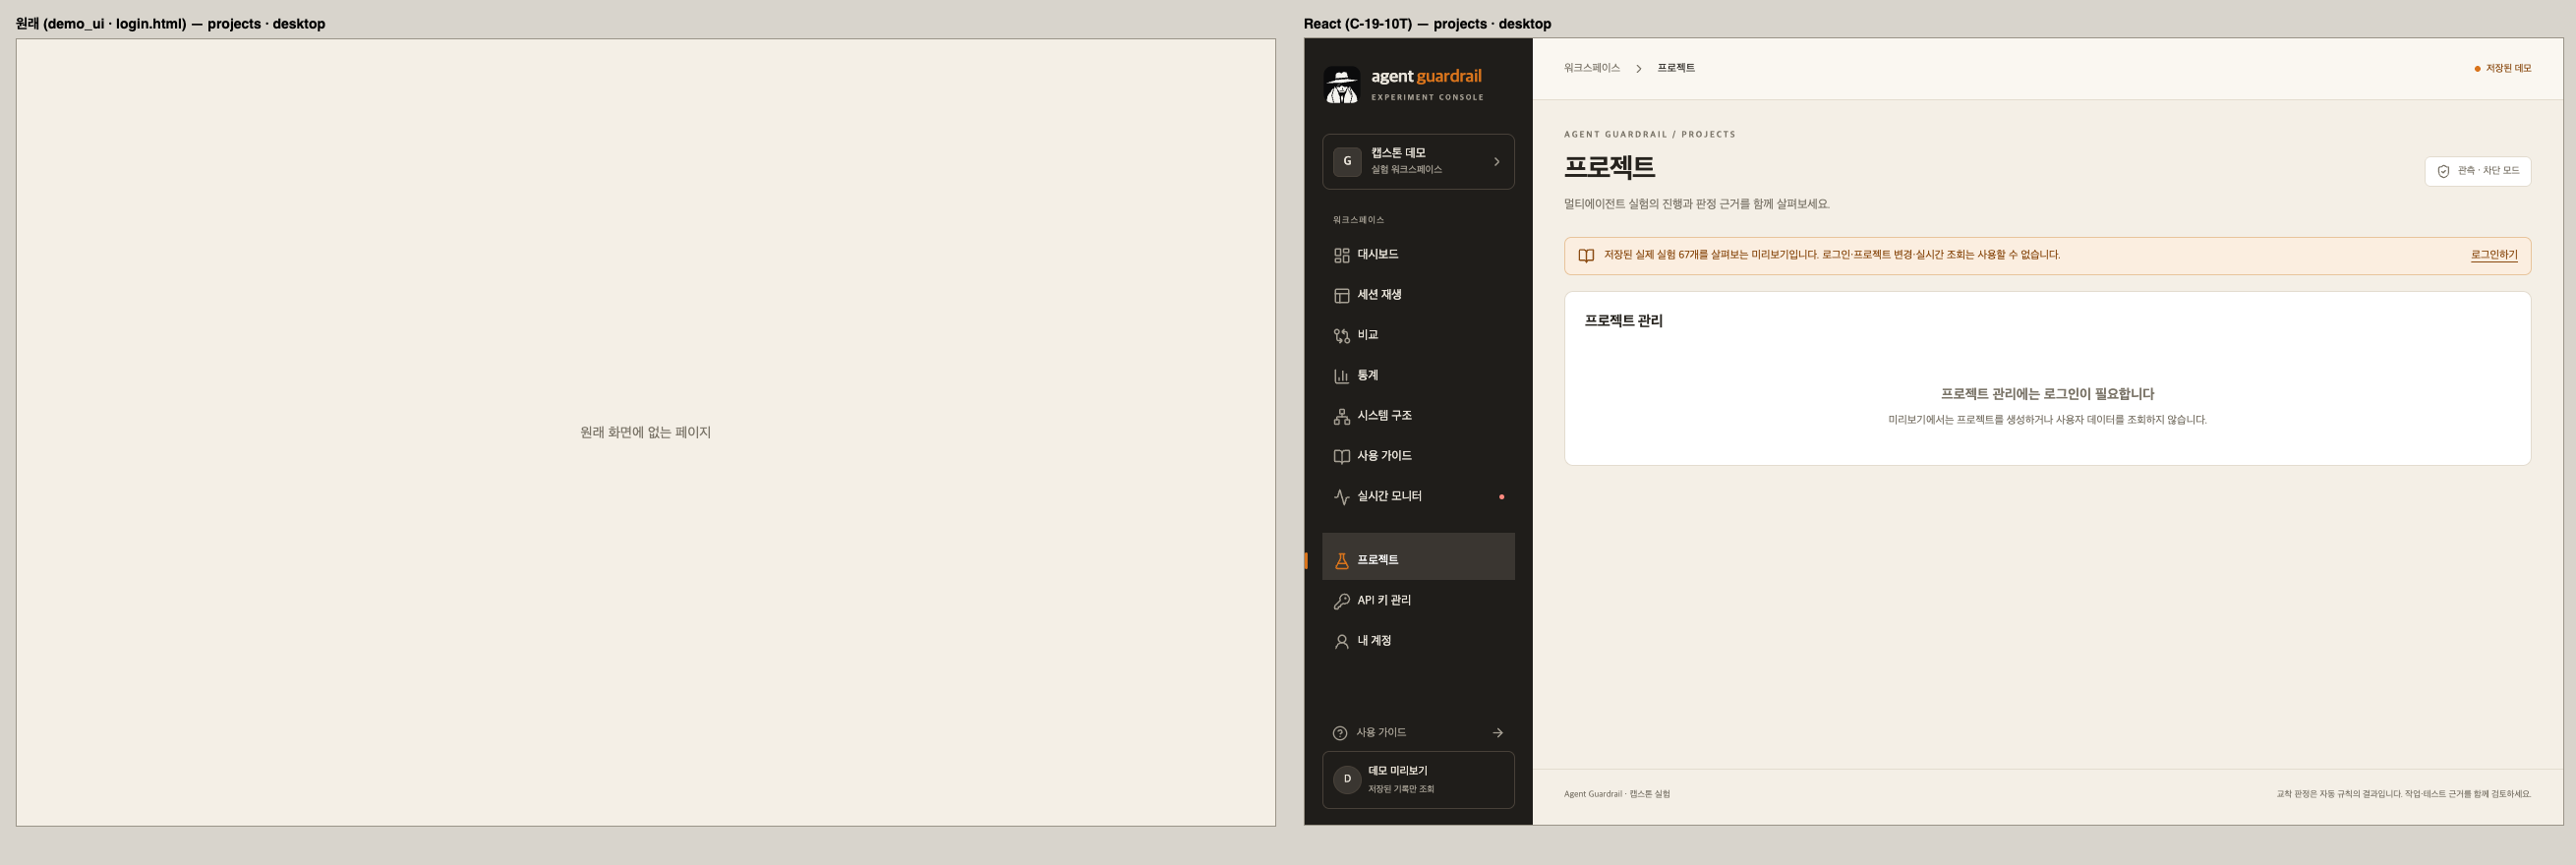 원래 (demo_ui · login.html) — projects · desktop
원래 화면에 없는 페이지
React (C-19-10T) — projects · desktop
agent guardrail
EXPERIMENT CONSOLE
G
캡스톤 데모
실험 워크스페이스
워크스페이스
대시보드
세션 재생
비교
통계
시스템 구조
사용 가이드
실시간 모니터
프로젝트
API 키 관리
내 계정
사용 가이드
D
데모 미리보기
저장된 기록만 조회
워크스페이스
프로젝트
저장된 데모
AGENT GUARDRAIL / PROJECTS
프로젝트
관측 · 차단 모드
멀티에이전트 실험의 진행과 판정 근거를 함께 살펴보세요.
저장된 실제 실험 67개를 살펴보는 미리보기입니다. 로그인·프로젝트 변경·실시간 조회는 사용할 수 없습니다.
로그인하기
프로젝트 관리
프로젝트 관리에는 로그인이 필요합니다
미리보기에서는 프로젝트를 생성하거나 사용자 데이터를 조회하지 않습니다.
Agent Guardrail · 캡스톤 실험
교착 판정은 자동 규칙의 결과입니다. 작업·테스트 근거를 함께 검토하세요.